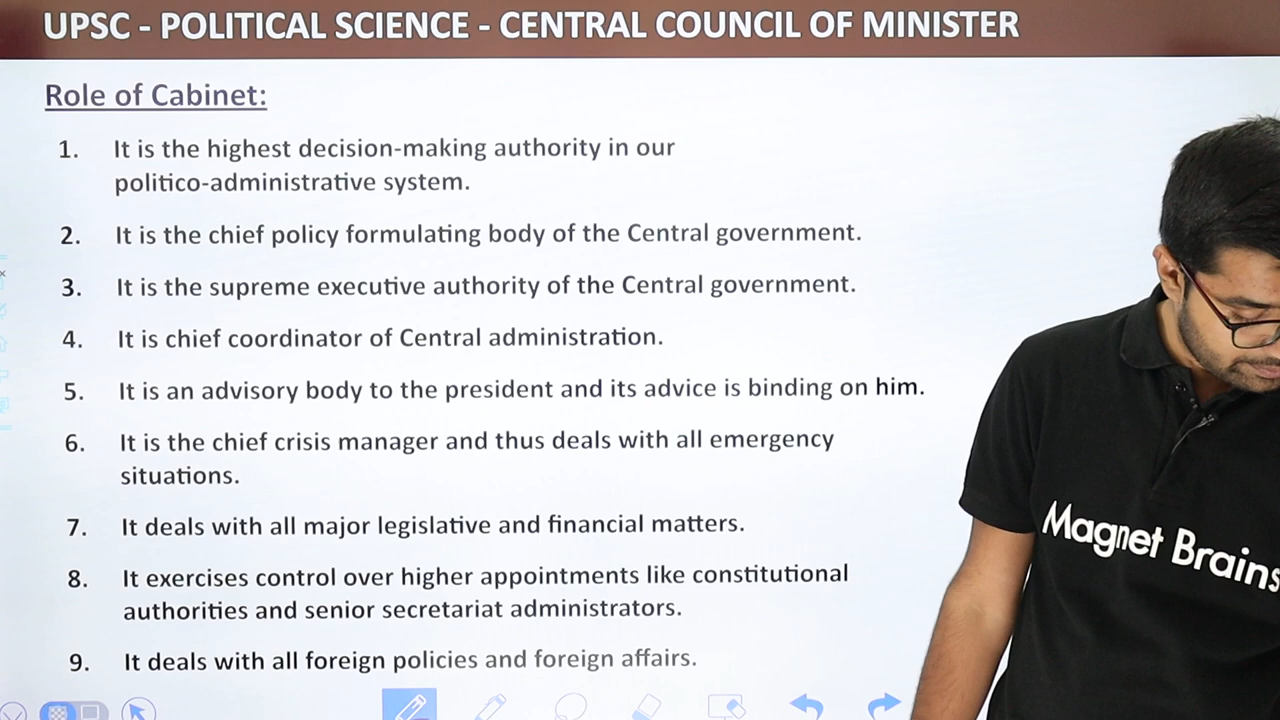 UPSC - POLITICAL SCIENCE - CENTRAL COUNCIL OF MINISTER
Role of Cabinet:
1. It is the highest decision-making authority in our
politico-administrative system.
2. It is the chief policy formulating body of the Central government.
3. It is the supreme executive authority of the Central government.
4. It is chief coordinator of Central administration.
5. It is an advisory body to the president and its advice is binding on him.
6. It is the chief crisis manager and thus deals with all emergency
situations.
7. It deals with all major legislative and financial matters.
8. It exercises control over higher appointments like constitutional
authorities and senior secretariat administrators.
9. It deals with all foreign policies and foreign affairs.
Magnet Brains